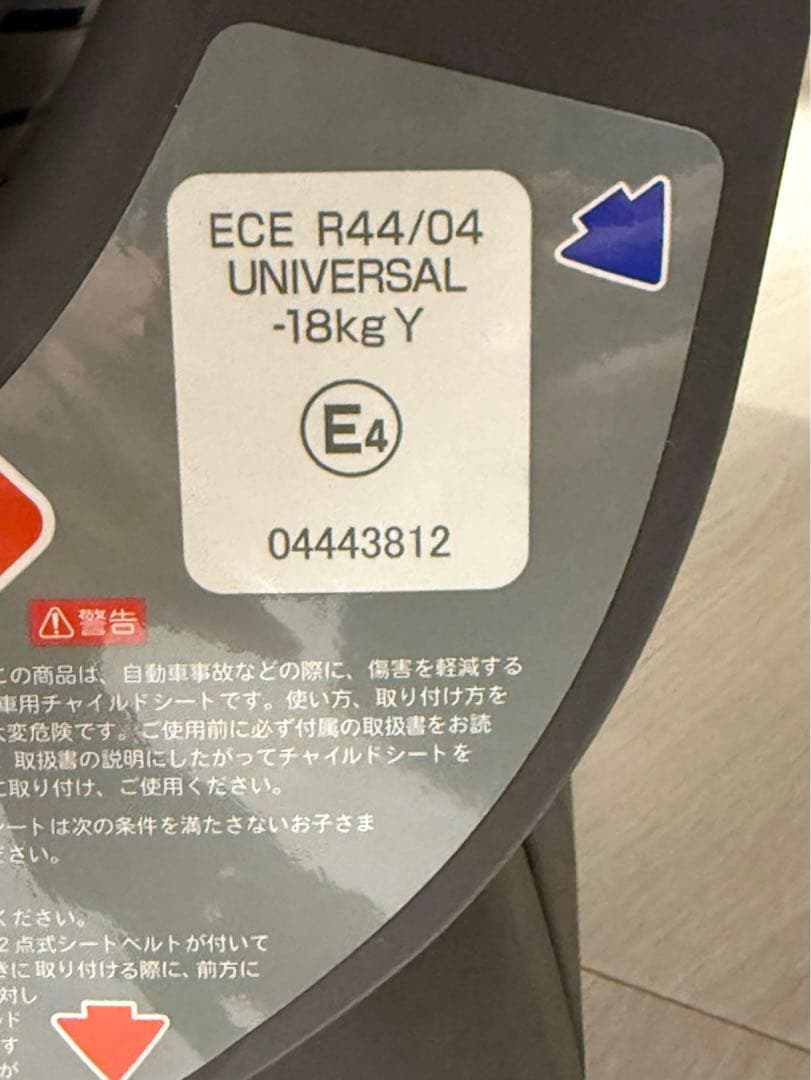 ECE R44/04
UNIVERSAL
-18kg Y
E4
04443812
警告
この商品は、自動車事故などの際に、傷害を軽減する
車用チャイルドシートです。使い方、取り付け方を
大変危険です。ご使用前に必ず付属の取扱書をお読
取扱書の説明にしたがってチャイルドシートを
に取り付け、ご使用ください。
シートは次の条件を満たさないお子さま
ださい。
ください。
2点式シートベルトが付いて
きに取り付ける際に、前方に
対し
ルド
す
が